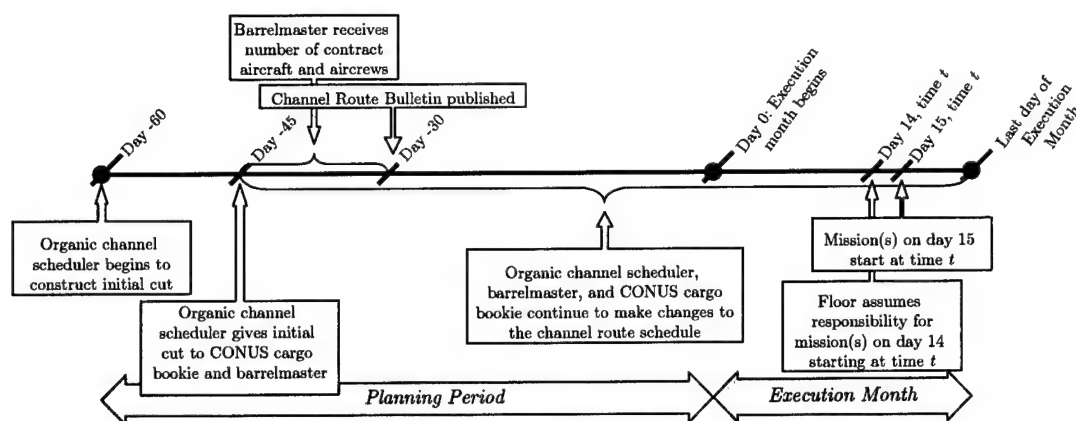 Barrelmaster receives
number of contract
aircraft and aircrews
Channel Route Bulletin published
Day -60
Day -45
Day -30
Day 0: Execution
month begins
Day 14, time t
Day 15, time t
Last day of
Execution
Month
Organic channel
scheduler begins to
construct initial cut
Organic channel
scheduler gives initial
cut to CONUS cargo
bookie and barrelmaster
Organic channel scheduler,
barrelmaster, and CONUS cargo
bookie continue to make changes to
the channel route schedule
Mission(s) on day 15
start at time t
Floor assumes
responsibility for
mission(s) on day 14
starting at time t
Planning Period
Execution Month